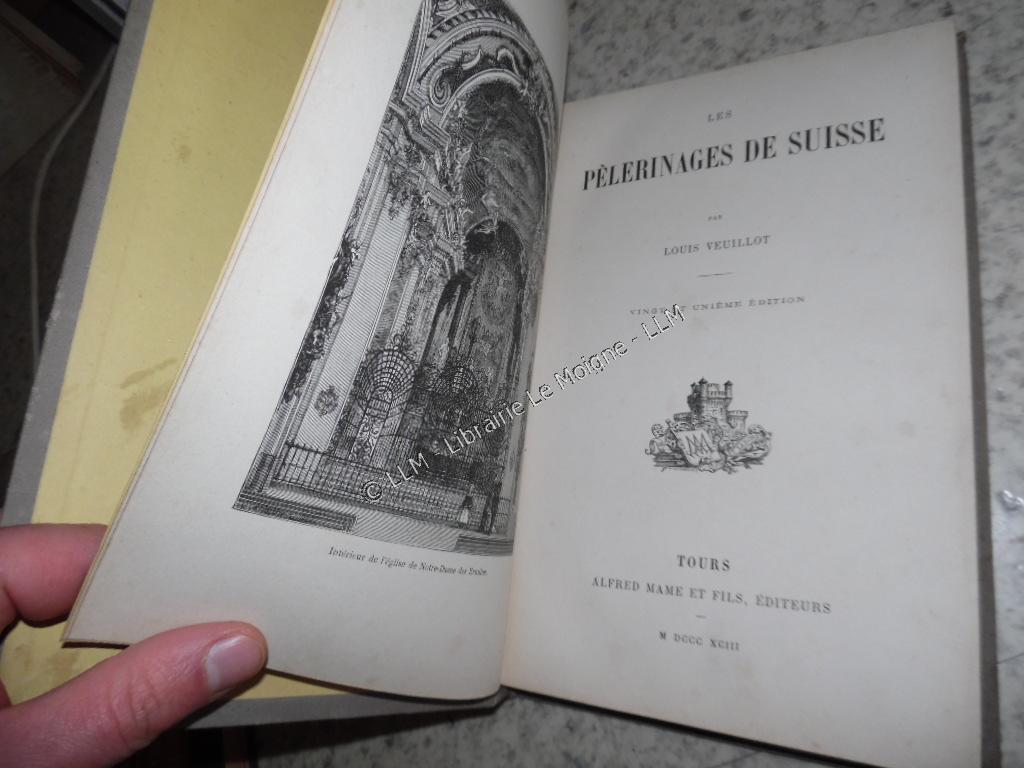 Intérieur de l'église de Notre-Dame des Ermites.
LES
PÈLERINAGES DE SUISSE
PAR
LOUIS VEUILLOT
VINGT ET UNIÈME ÉDITION
TOURS
ALFRED MAME ET FILS, ÉDITEURS
M DCCC XCIII
© LLM - Librairie Le Moigne - LLM